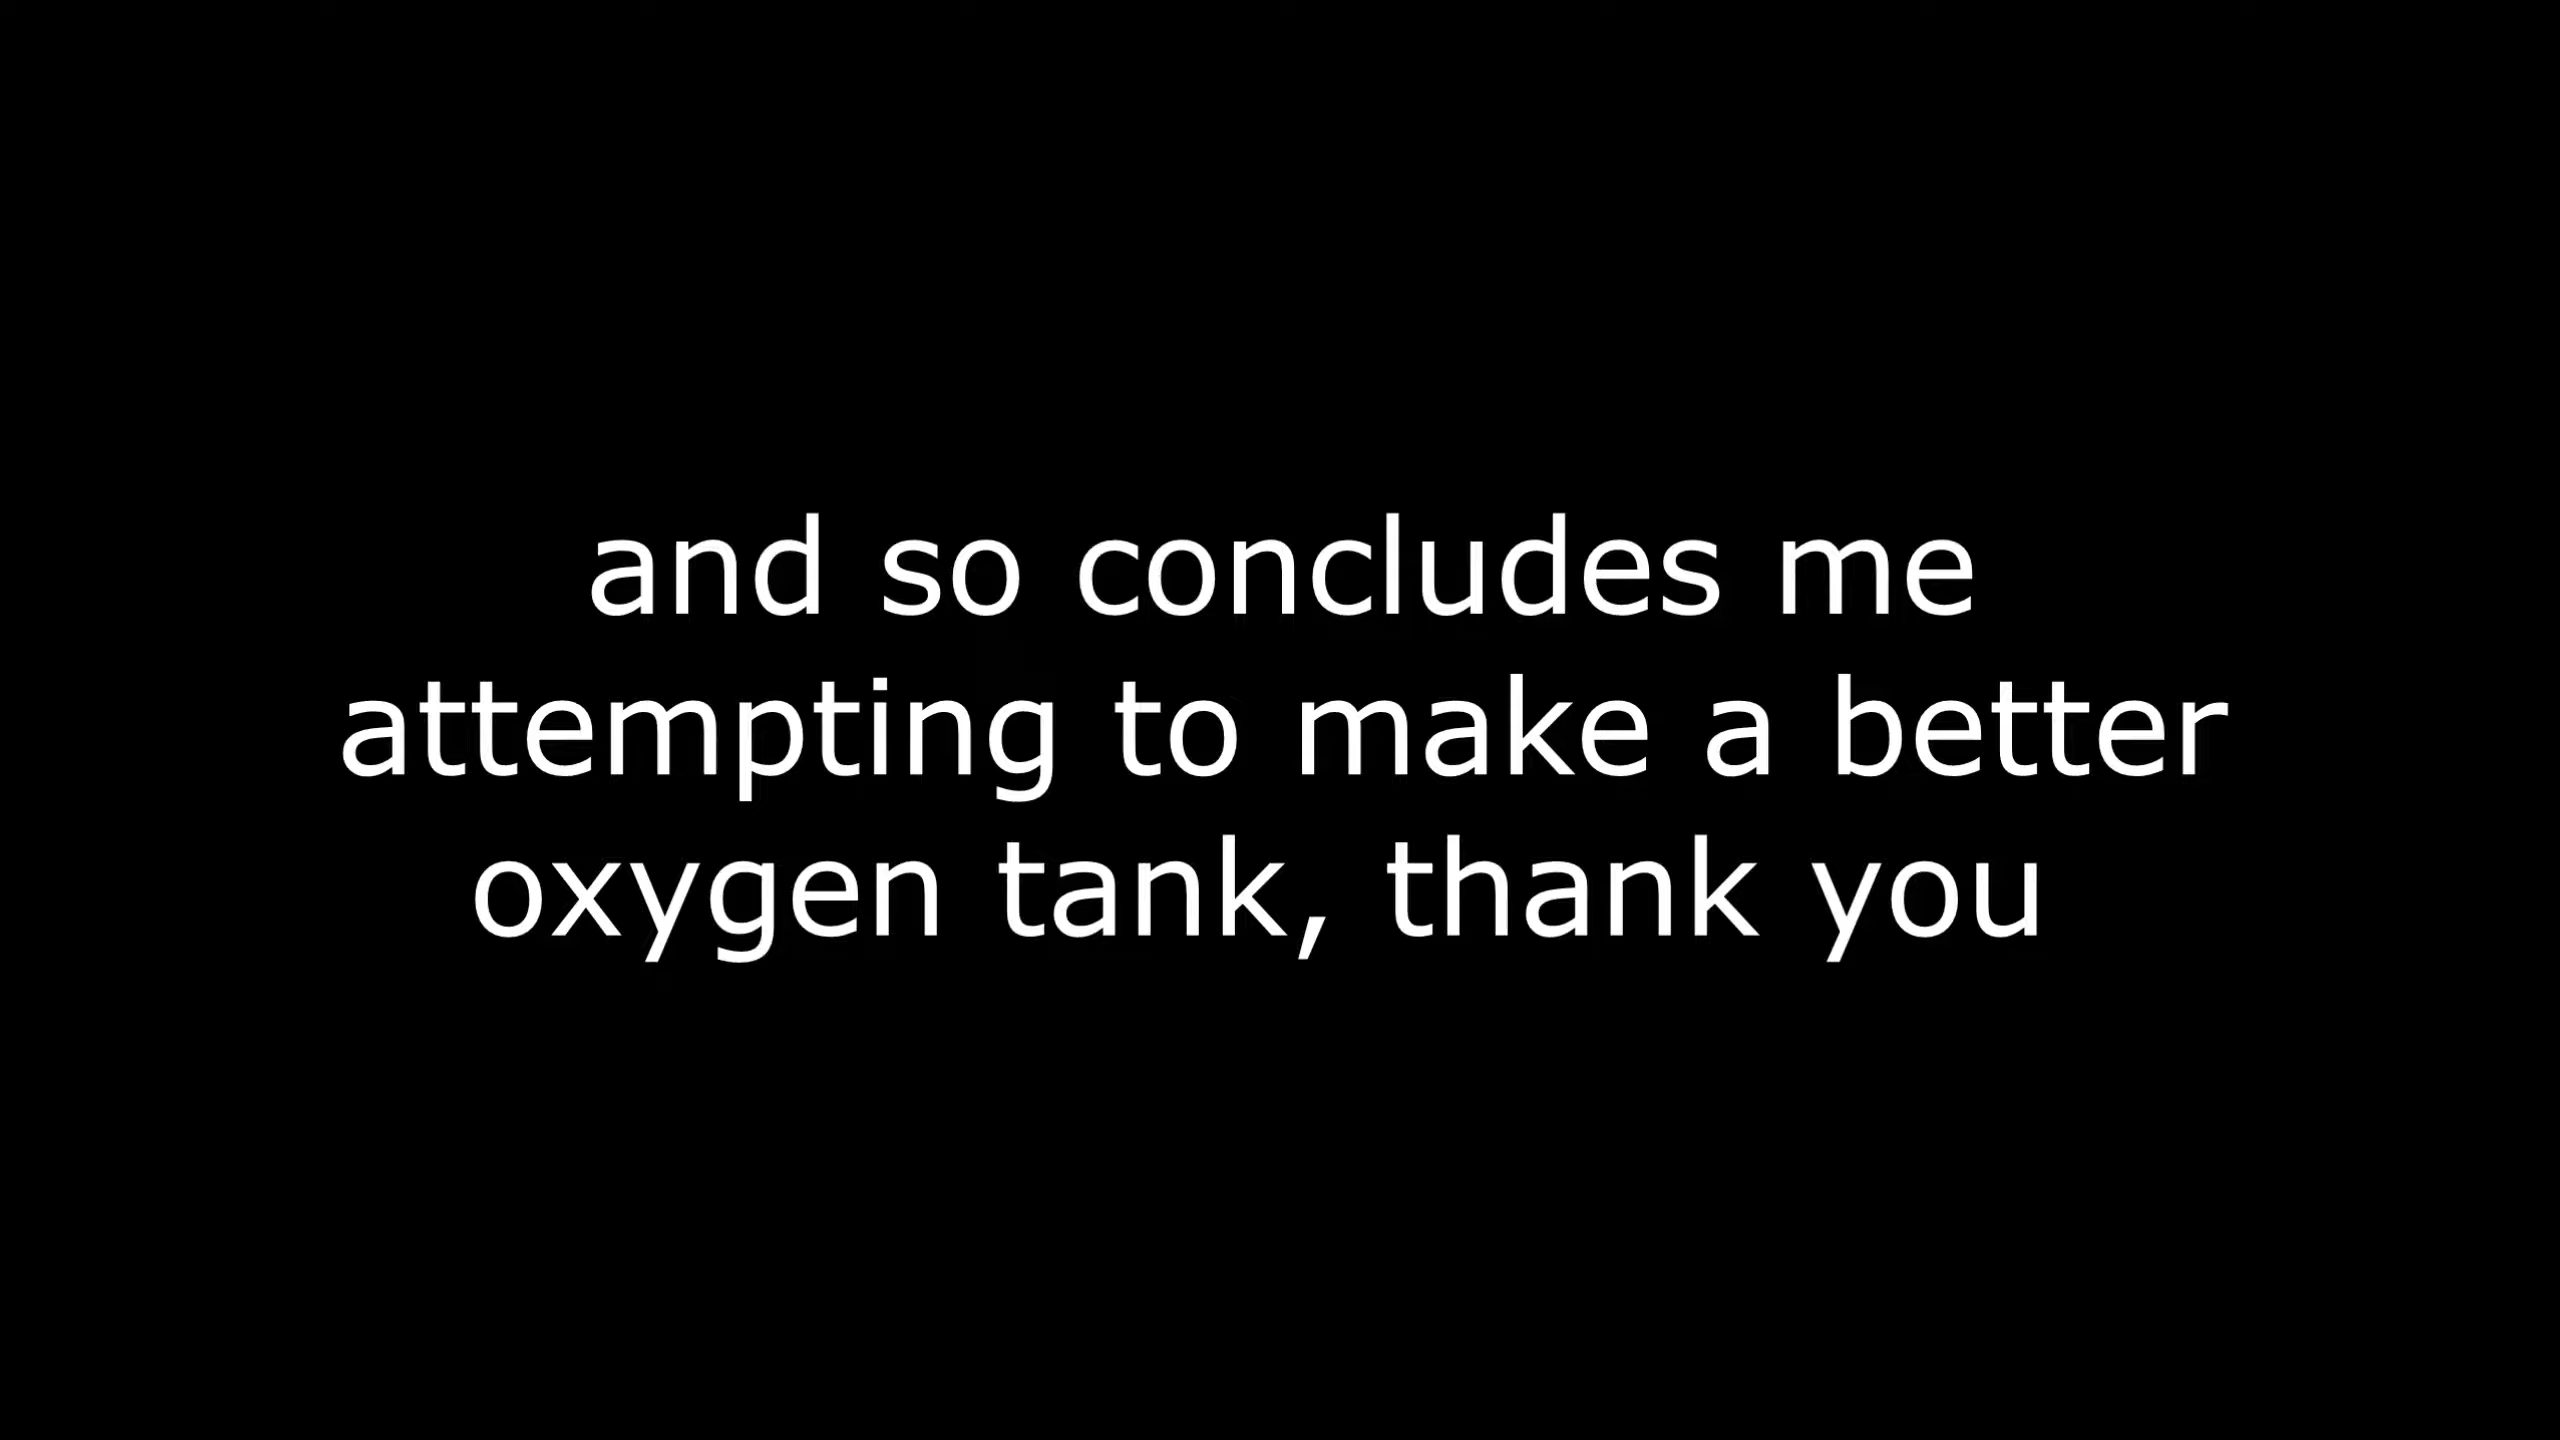 and so concludes me
attempting to make a better
oxygen tank, thank you